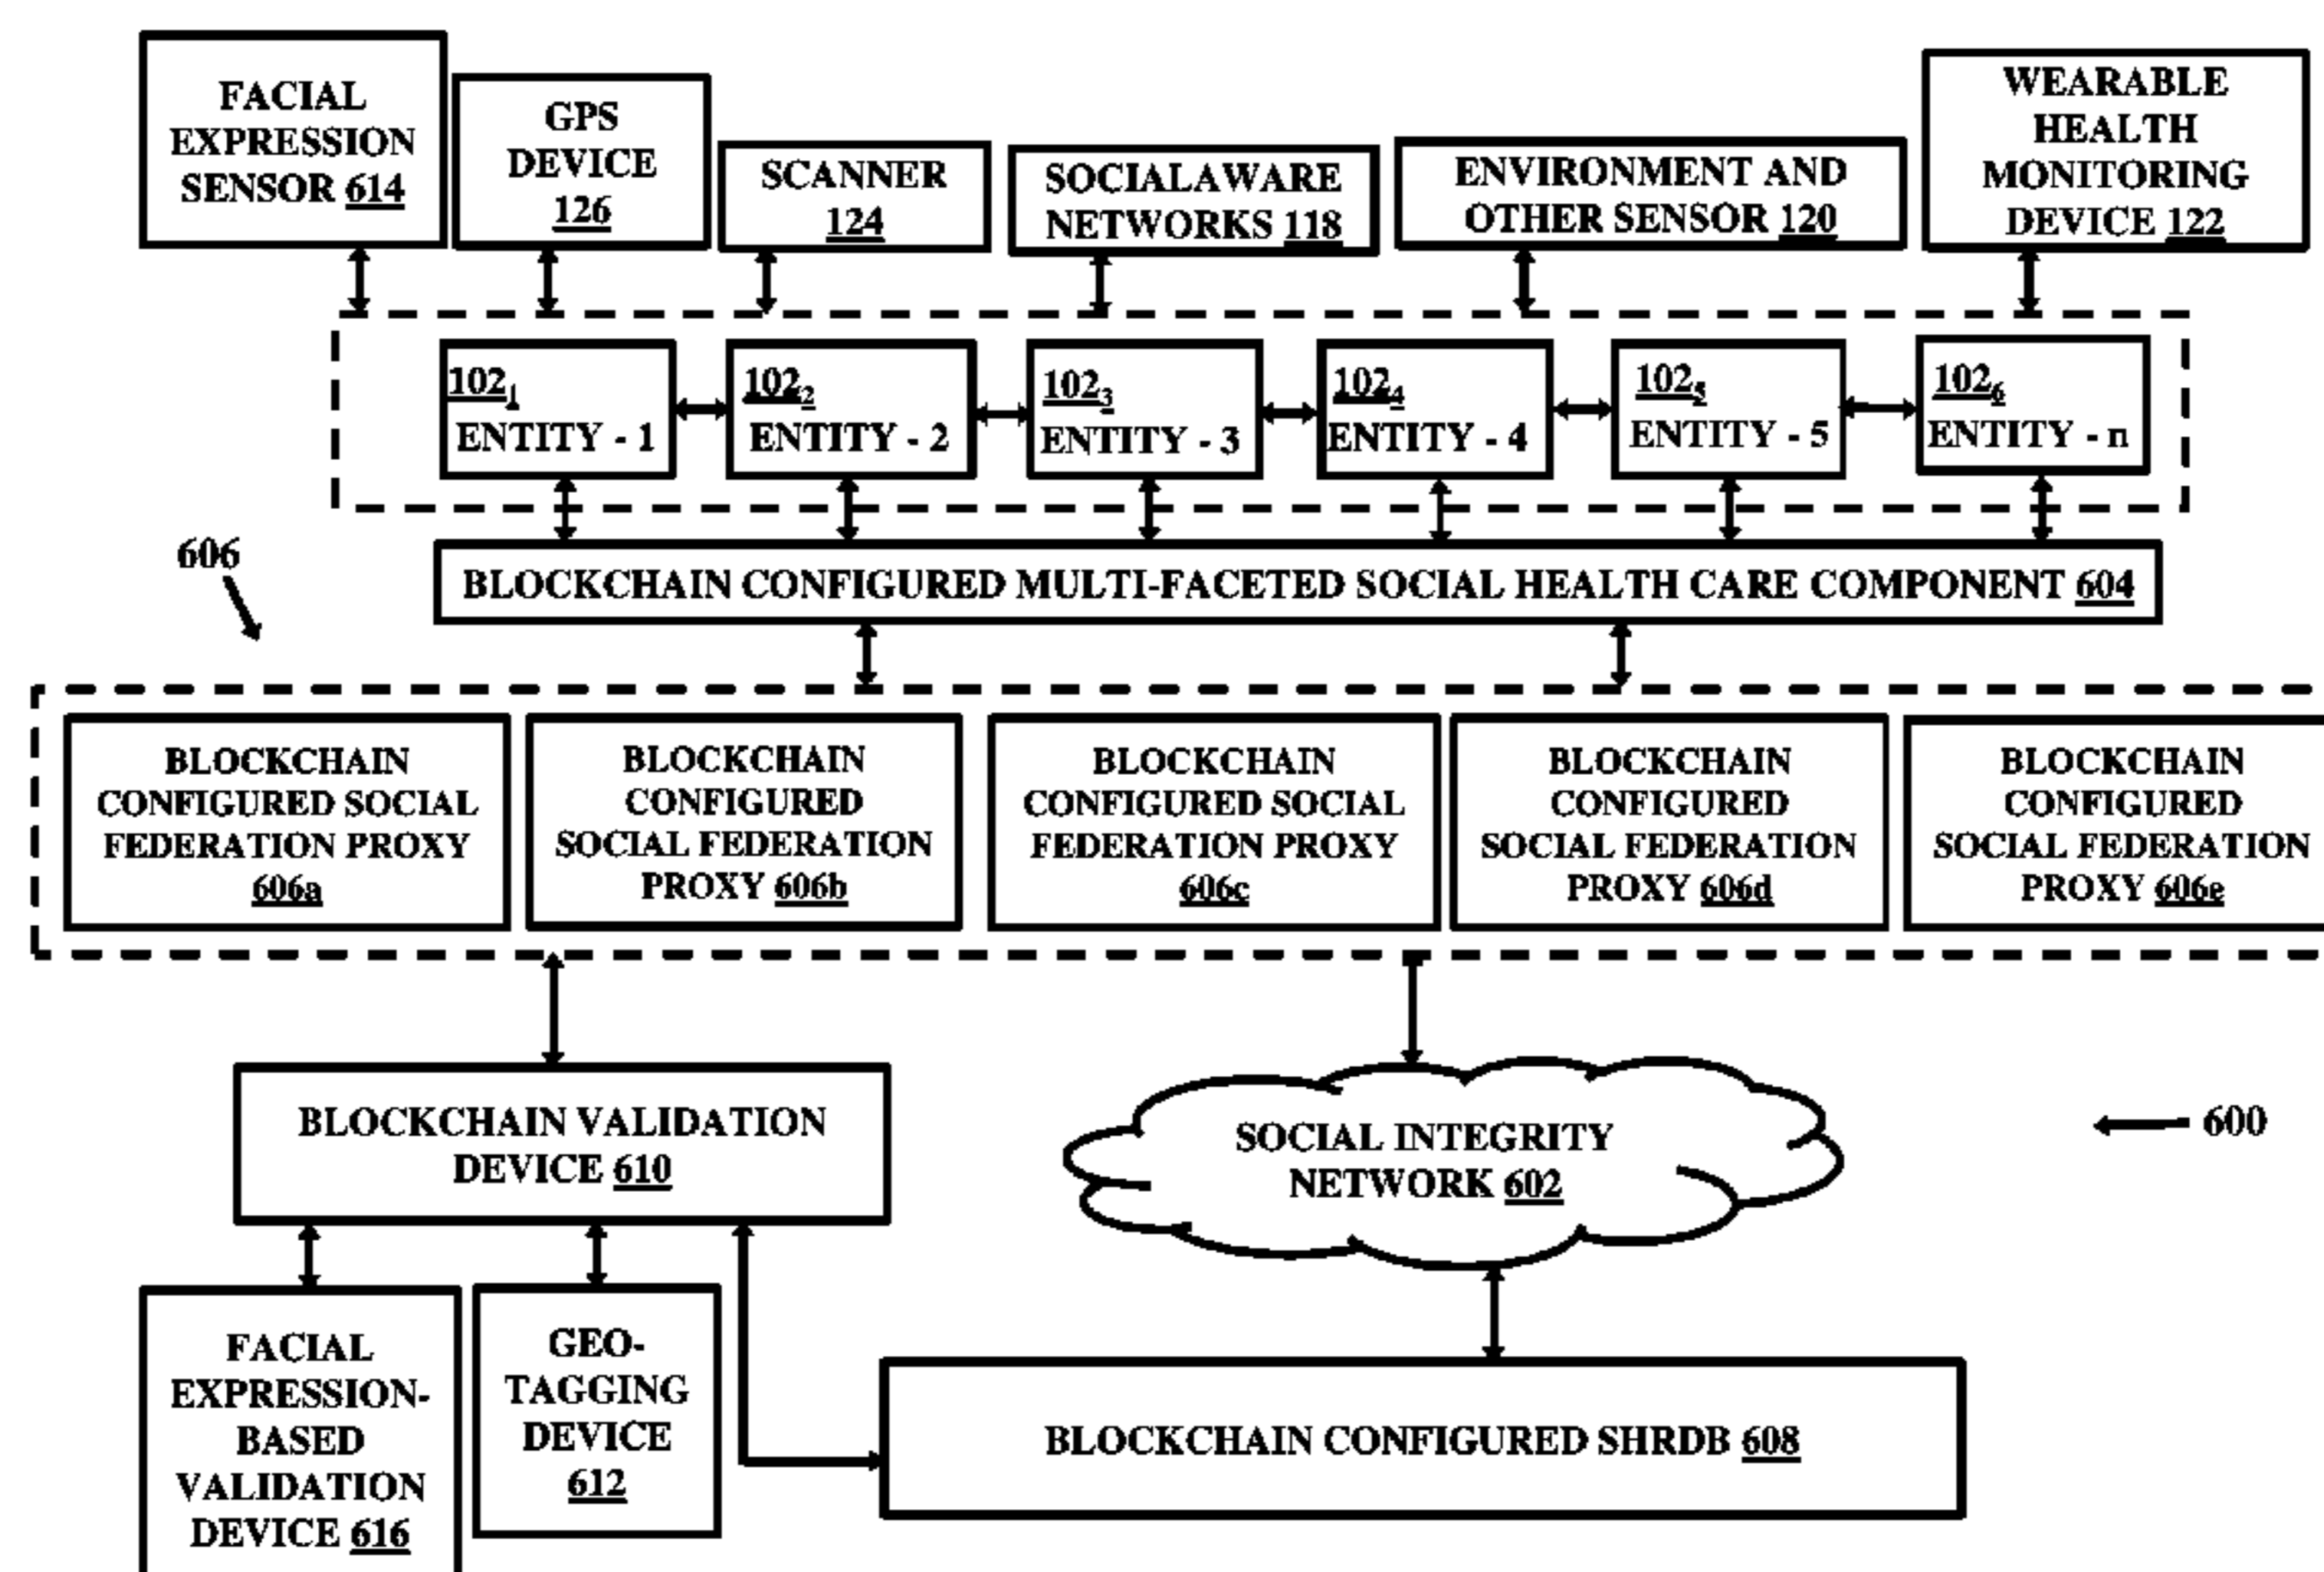 FACIAL
EXPRESSION
SENSOR 614
GPS
DEVICE
126
SCANNER
124
SOCIALAWARE
NETWORKS 118
ENVIRONMENT AND
OTHER SENSOR 120
WEARABLE
HEALTH
MONITORING
DEVICE 122
102₁
ENTITY - 1
102₂
ENTITY - 2
102₃
ENTITY - 3
102₄
ENTITY - 4
102₅
ENTITY - 5
102₆
ENTITY - n
606
BLOCKCHAIN CONFIGURED MULTI-FACETED SOCIAL HEALTH CARE COMPONENT 604
BLOCKCHAIN
CONFIGURED SOCIAL
FEDERATION PROXY
606a
BLOCKCHAIN
CONFIGURED
SOCIAL FEDERATION
PROXY 606b
BLOCKCHAIN
CONFIGURED SOCIAL
FEDERATION PROXY
606c
BLOCKCHAIN
CONFIGURED
SOCIAL FEDERATION
PROXY 606d
BLOCKCHAIN
CONFIGURED
SOCIAL FEDERATION
PROXY 606e
BLOCKCHAIN VALIDATION
DEVICE 610
SOCIAL INTEGRITY
NETWORK 602
600
FACIAL
EXPRESSION-
BASED
VALIDATION
DEVICE 616
GEO-
TAGGING
DEVICE
612
BLOCKCHAIN CONFIGURED SHRDB 608